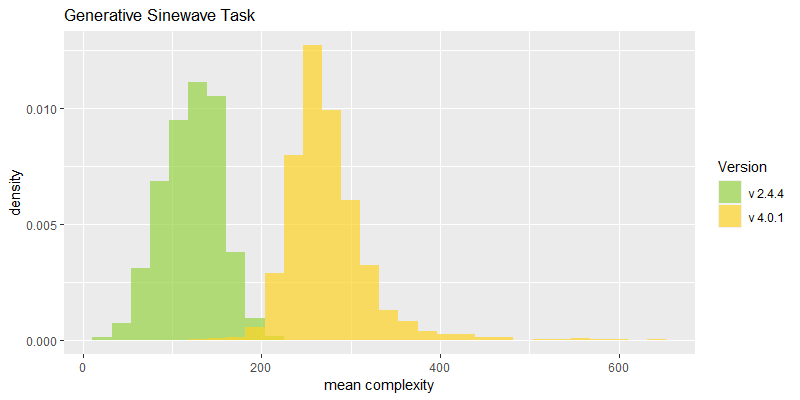 Generative Sinewave Task
density
0.010
0.005
0.000
0
200
400
600
mean complexity
Version
v 2.4.4
v 4.0.1